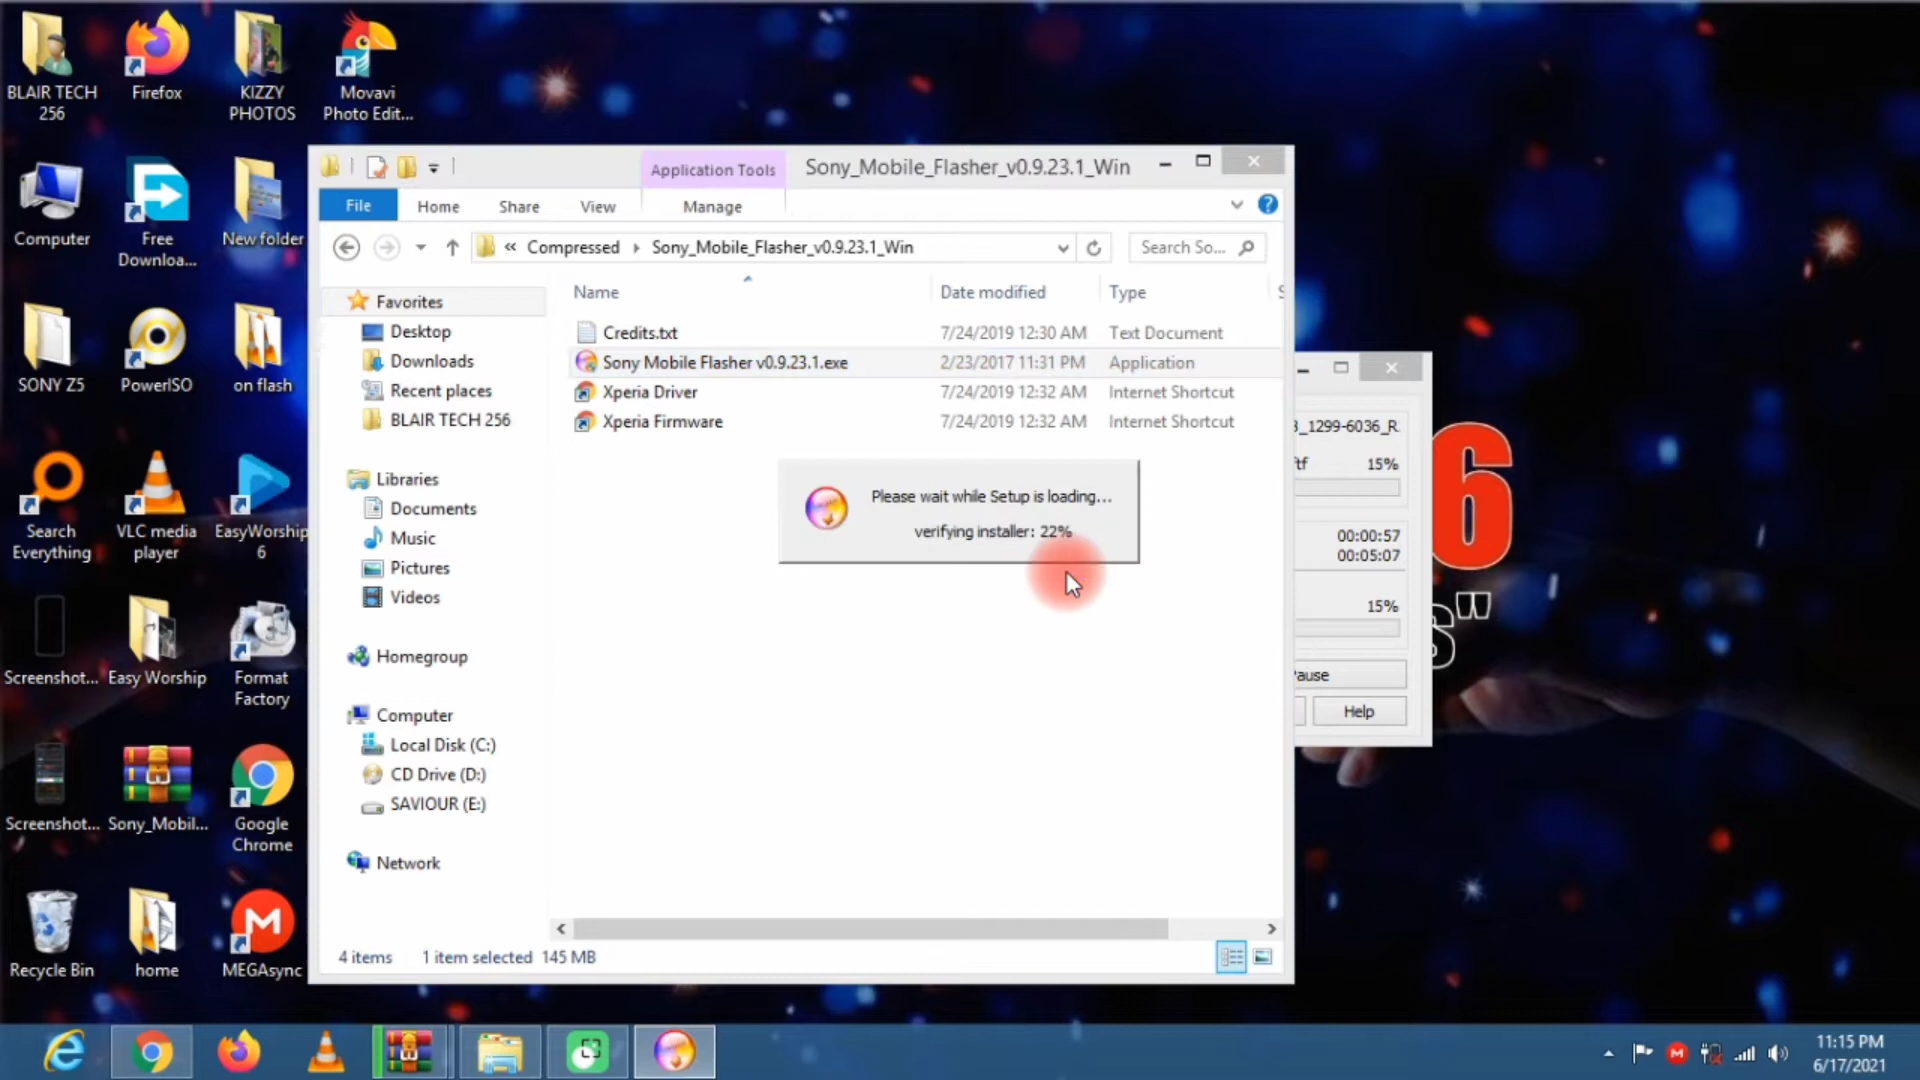 BLAIR TECH
256
Firefox
KIZZY
PHOTOS
Movavi
Photo Edit...
Computer
Free
Downloa...
New folder
SONY Z5
PowerISO
on flash
Search
Everything
VLC media
player
EasyWorship
6
Screenshot...
Easy Worship
Format
Factory
Screenshot...
Sony_Mobil...
Google
Chrome
Recycle Bin
home
MEGAsync
Application Tools
Sony_Mobile_Flasher_v0.9.23.1_Win
File
Home
Share
View
Manage
« Compressed
Sony_Mobile_Flasher_v0.9.23.1_Win
Search So...
Name
Date modified
Type
Credits.txt
7/24/2019 12:30 AM
Text Document
Sony Mobile Flasher v0.9.23.1.exe
2/23/2017 11:31 PM
Application
Xperia Driver
7/24/2019 12:32 AM
Internet Shortcut
Xperia Firmware
7/24/2019 12:32 AM
Internet Shortcut
Favorites
Desktop
Downloads
Recent places
BLAIR TECH 256
Libraries
Documents
Music
Pictures
Videos
Homegroup
Computer
Local Disk (C:)
CD Drive (D:)
SAVIOUR (E:)
Network
Please wait while Setup is loading...
verifying installer: 22%
4 items
1 item selected 145 MB
_1299-6036_R
tf
15%
00:00:57
00:05:07
15%
Help
6
s"
11:15 PM
6/17/2021